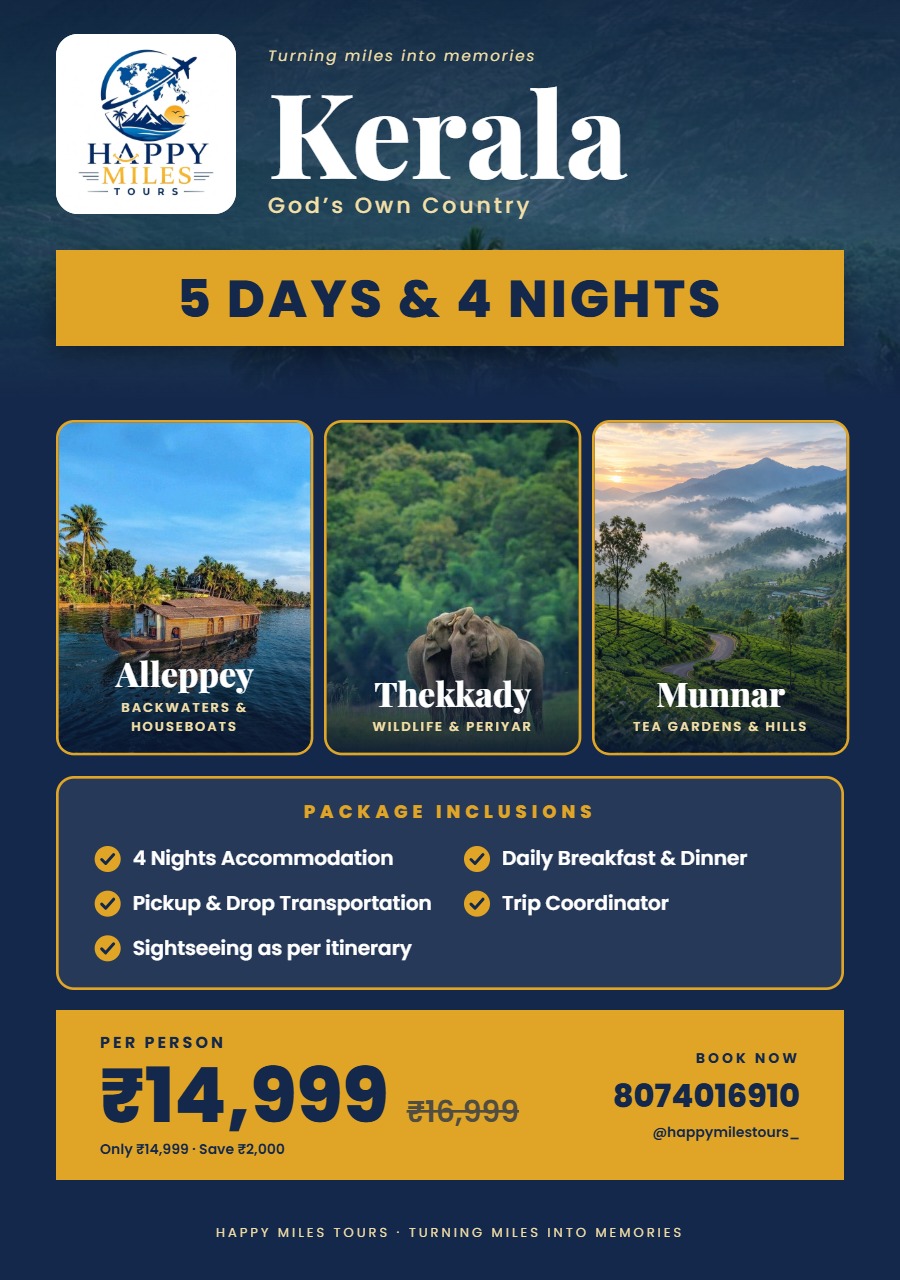 HAPPY
MILES
TOURS
Turning miles into memories
Kerala
God’s Own Country
5 DAYS & 4 NIGHTS
Alleppey
BACKWATERS &
HOUSEBOATS
Thekkady
WILDLIFE & PERIYAR
Munnar
TEA GARDENS & HILLS
PACKAGE INCLUSIONS
4 Nights Accommodation
Daily Breakfast & Dinner
Pickup & Drop Transportation
Trip Coordinator
Sightseeing as per itinerary
PER PERSON
₹14,999 ₹16,999
Only ₹14,999 · Save ₹2,000
BOOK NOW
8074016910
@happymilestours_
HAPPY MILES TOURS · TURNING MILES INTO MEMORIES